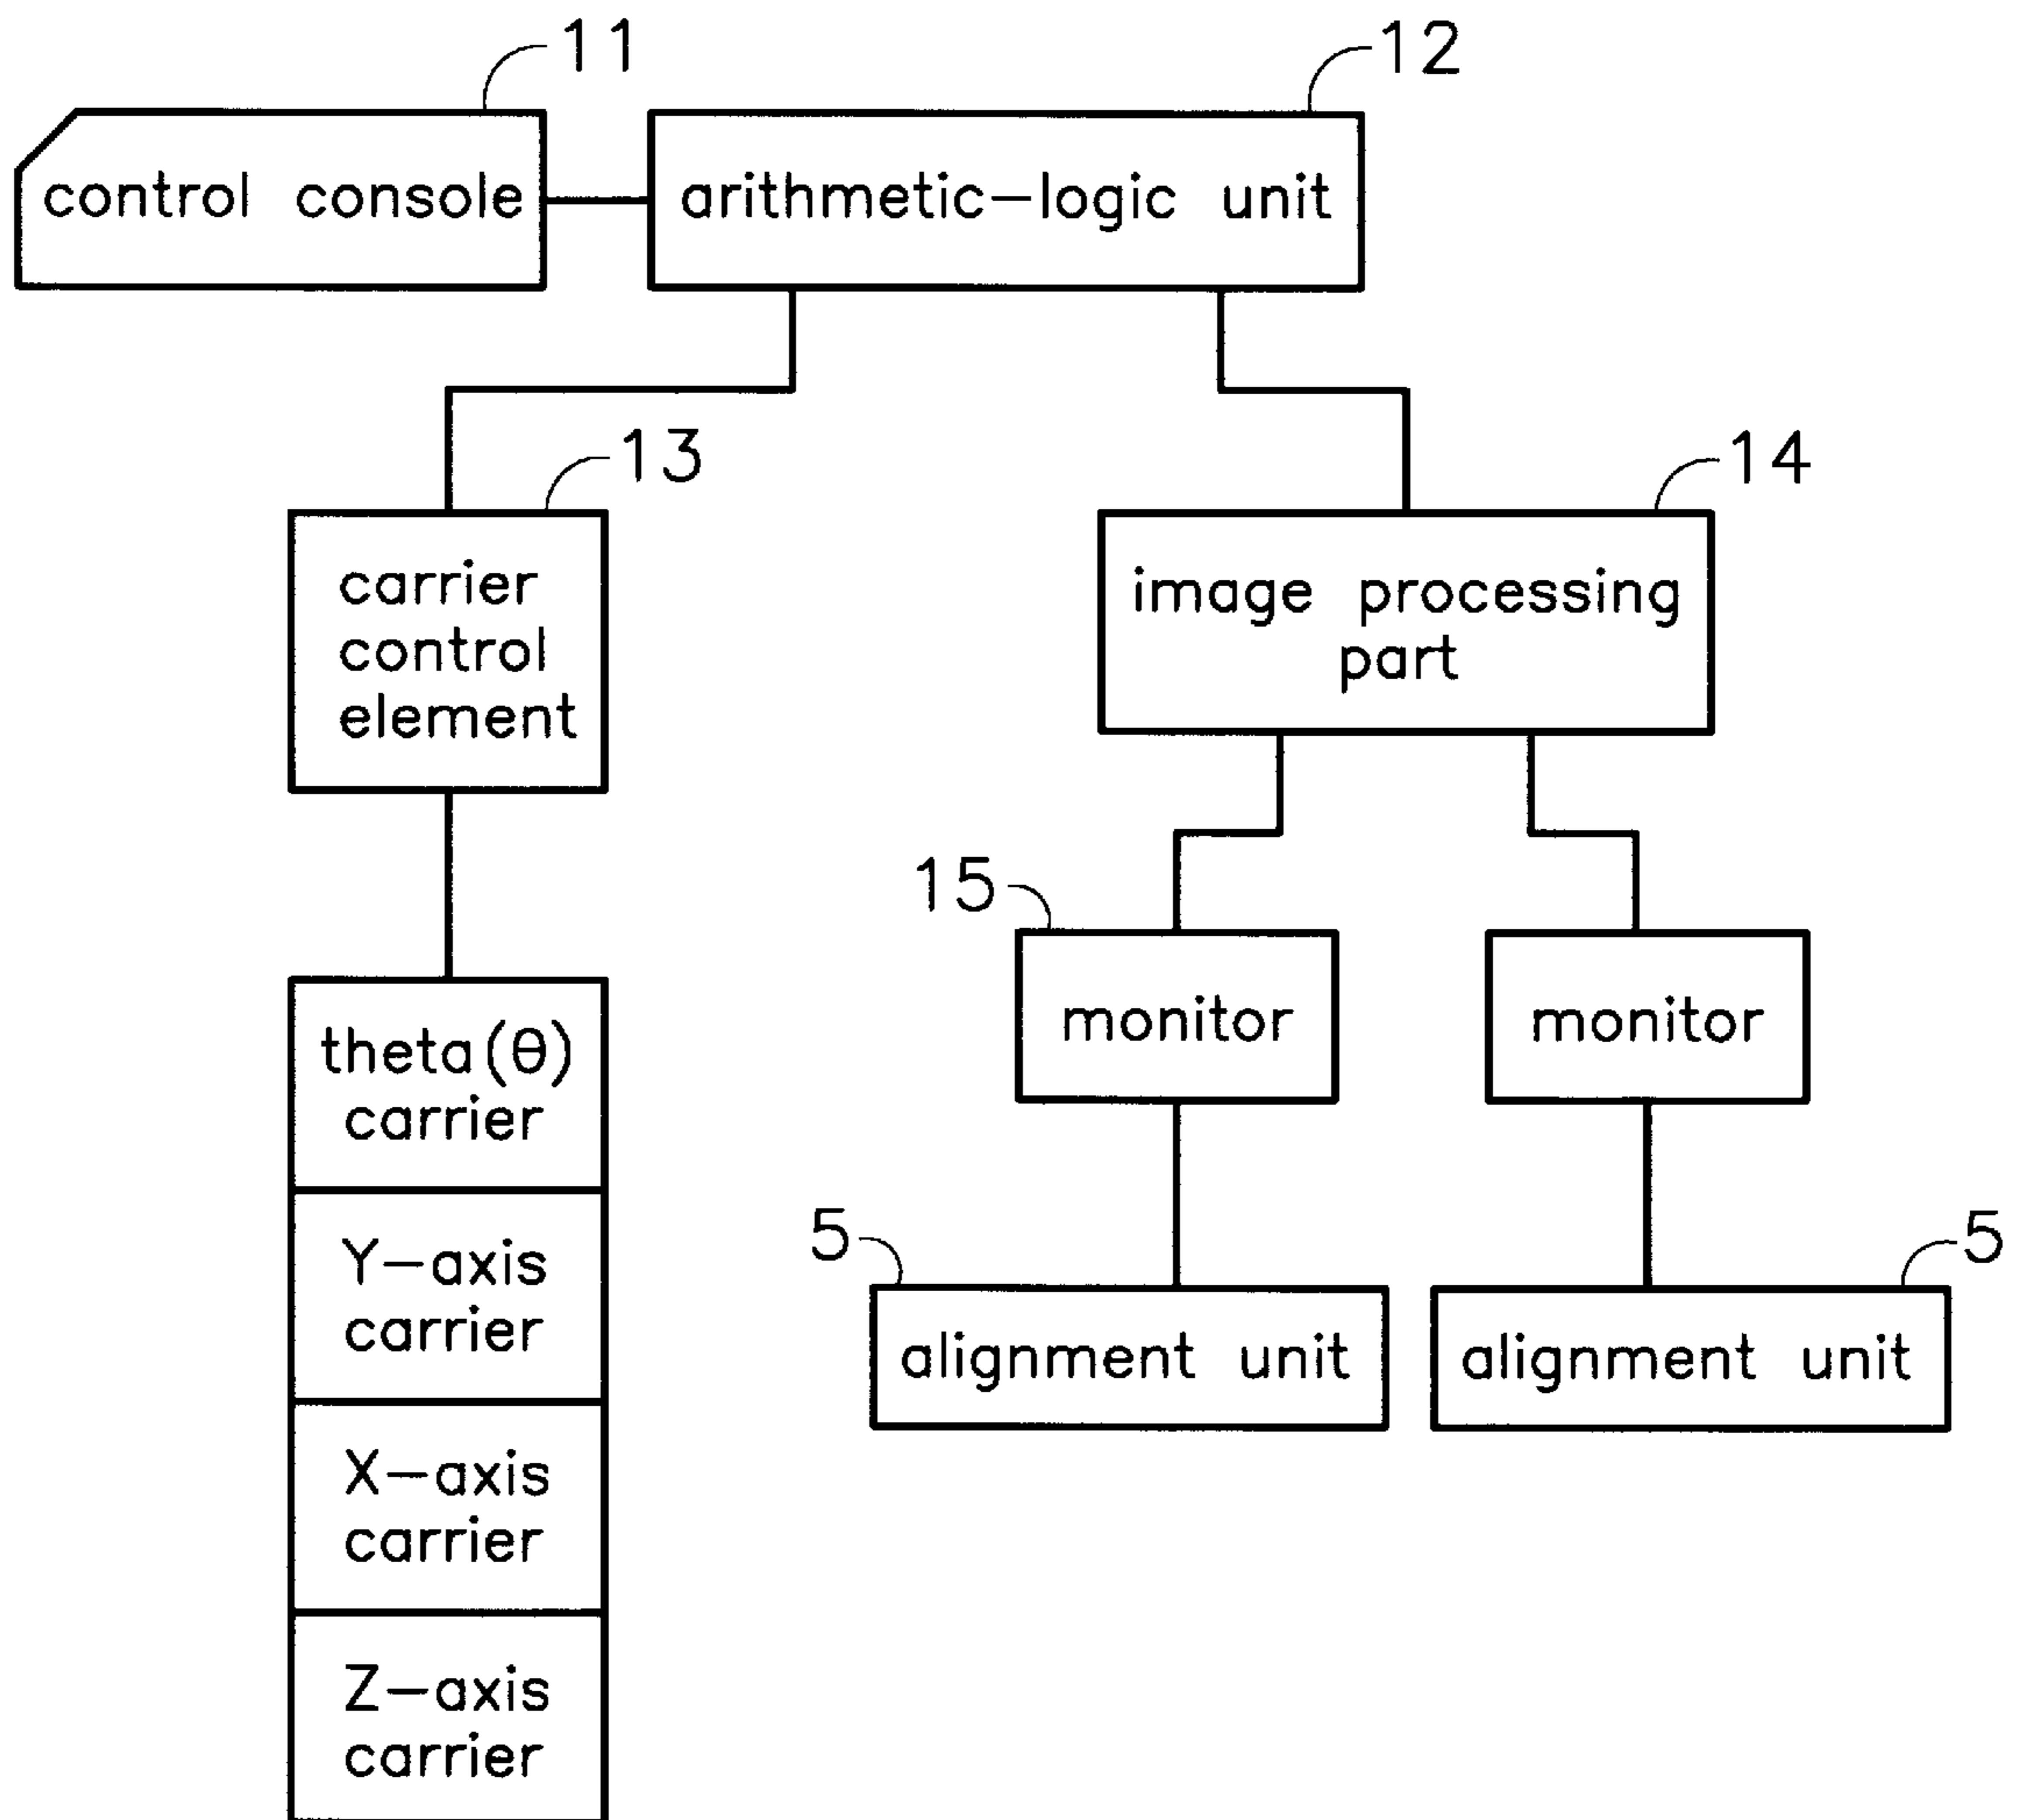 11
12
control console
arithmetic-logic unit
13
14
carrier
control
element
image processing
part
15
monitor
monitor
theta(θ)
carrier
Y-axis
carrier
X-axis
carrier
Z-axis
carrier
5
5
alignment unit
alignment unit